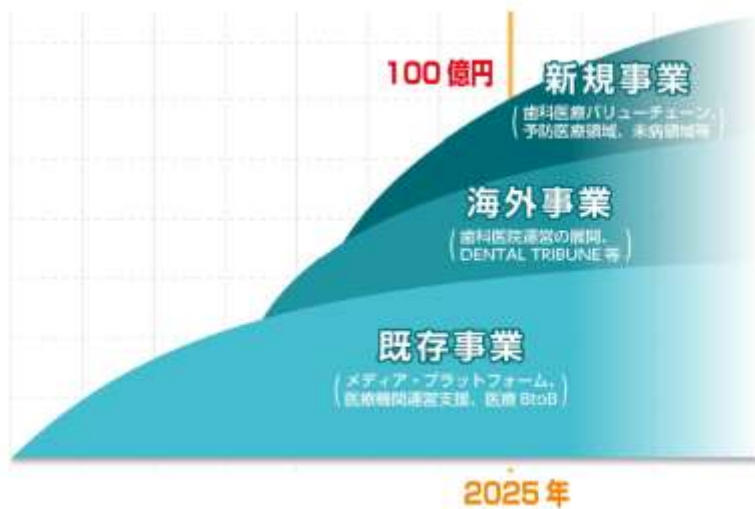 100億円
新規事業
(歯科医療バリューチェーン、
予防医療領域、未病領域等)
海外事業
(歯科医院運営の展開、
DENTAL TRIBUNE 等)
既存事業
(メディア・プラットフォーム、
医療機関運営支援、医療 BtoB)
2025 年